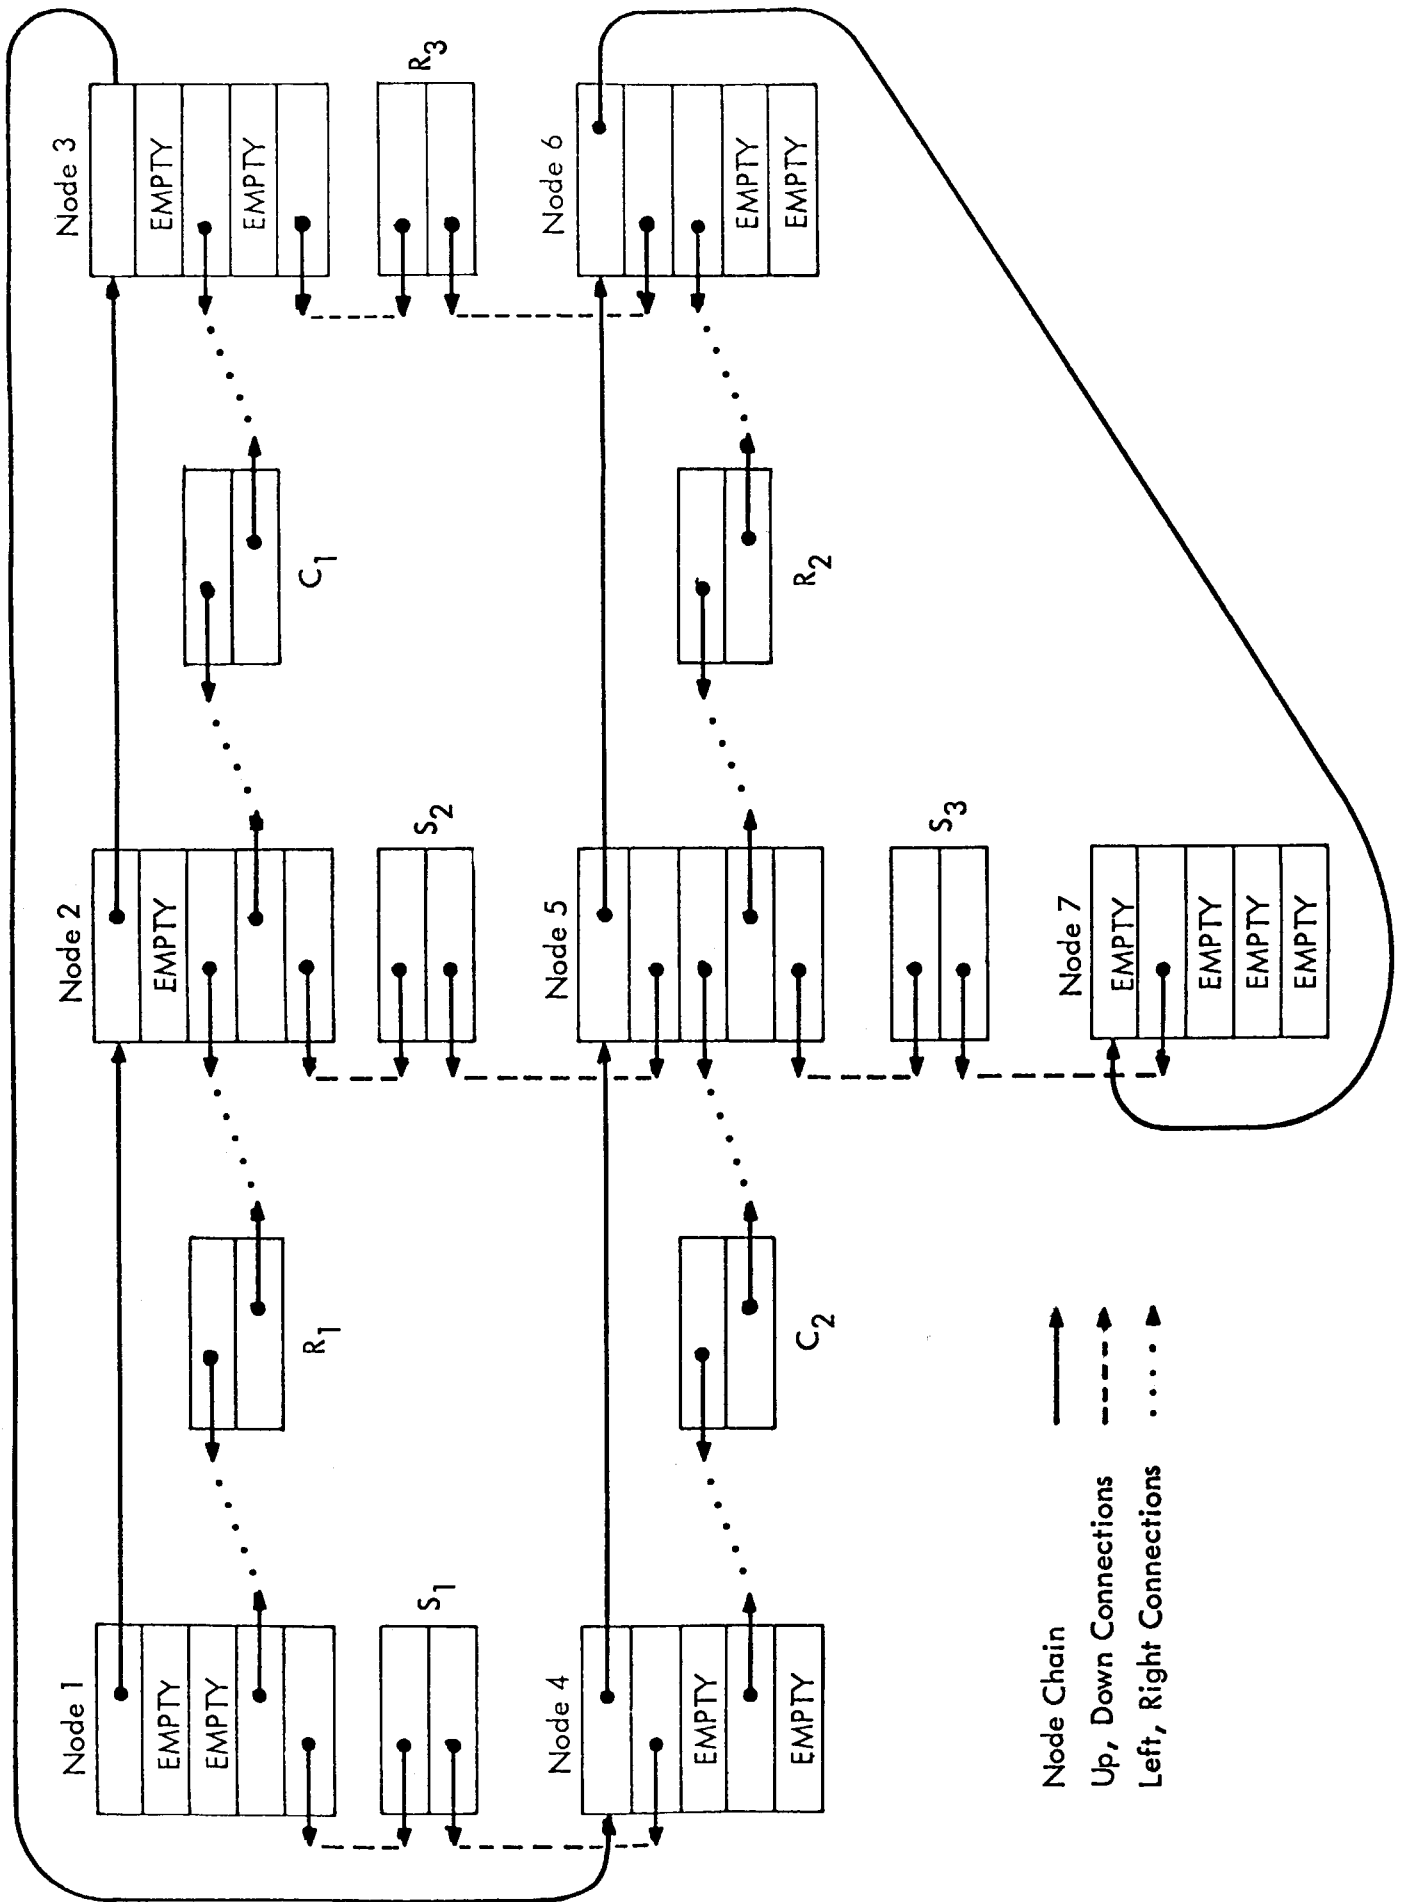 Node 1
EMPTY
EMPTY
Node 2
EMPTY
Node 3
EMPTY
EMPTY
R1
C1
S1
S2
R3
Node 4
EMPTY
EMPTY
Node 5
Node 6
EMPTY
EMPTY
C2
R2
S3
Node 7
EMPTY
EMPTY
EMPTY
EMPTY
Node Chain
Up, Down Connections
Left, Right Connections